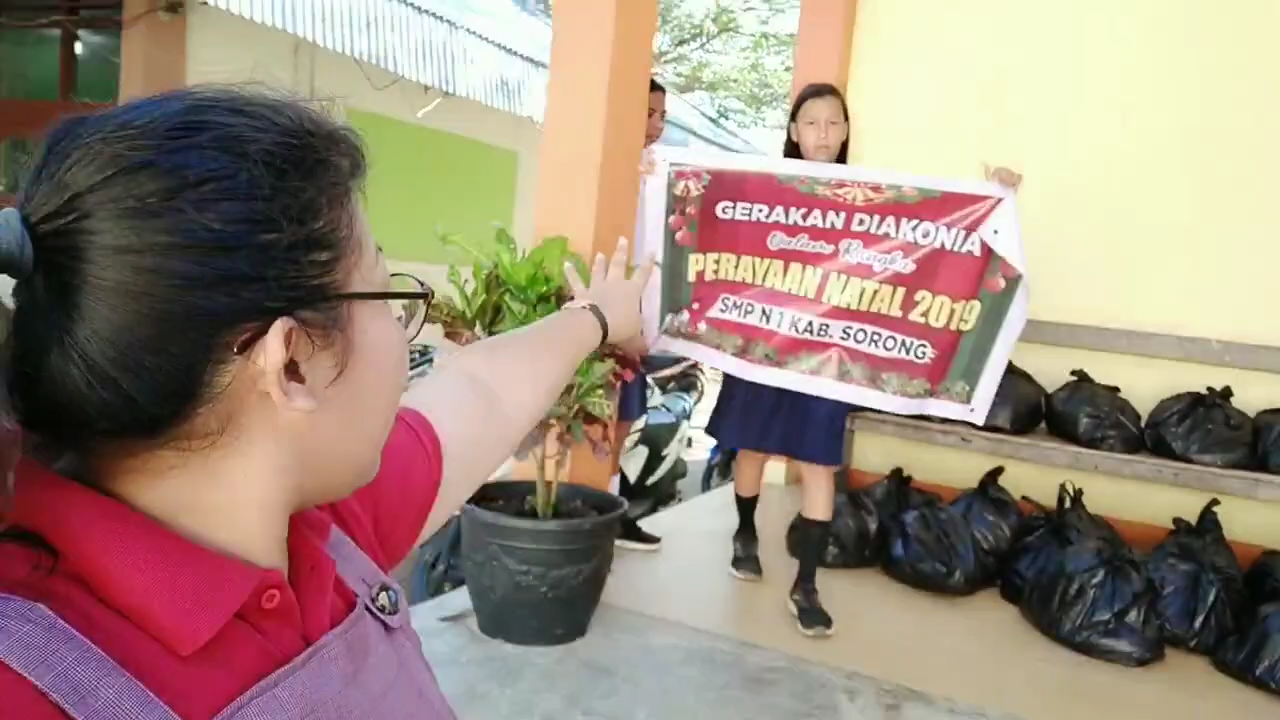 GERAKAN DIAKONIA
Dalam Rangka
PERAYAAN NATAL 2019
SMP N 1 KAB. SORONG